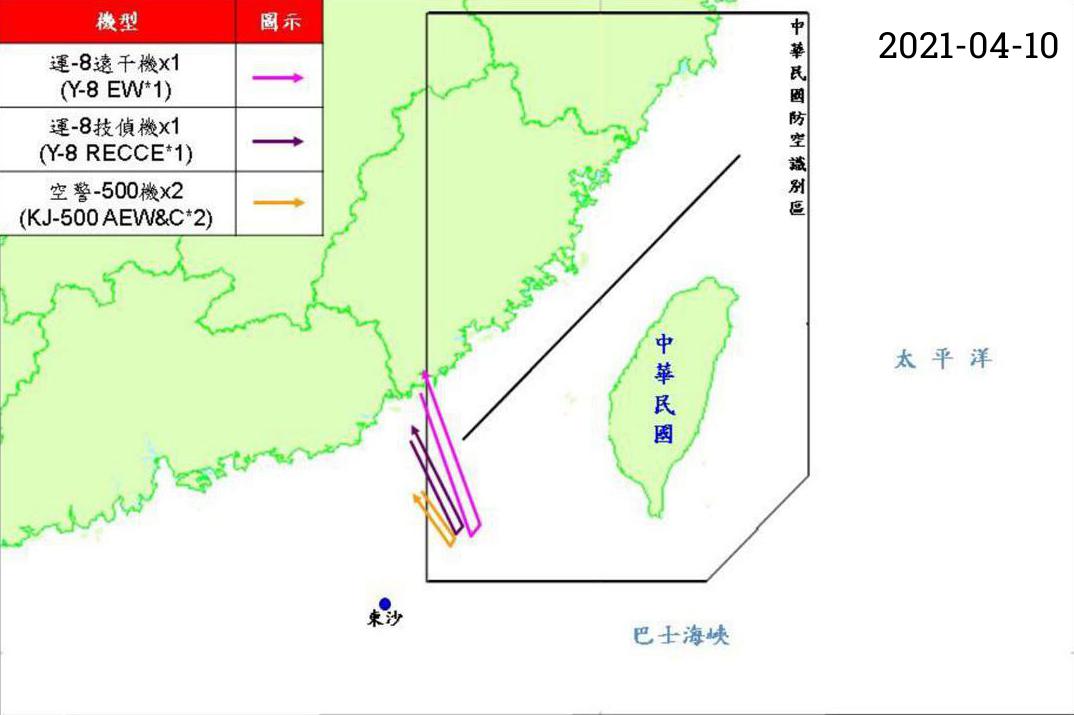 機型 圖示
運-8遠干機x1
(Y-8 EW*1)
運-8技偵機x1
(Y-8 RECCE*1)
空警-500機x2
(KJ-500 AEW&C*2)
中華民國防空識別區
2021-04-10
中華民國
太平洋
東沙
巴士海峽